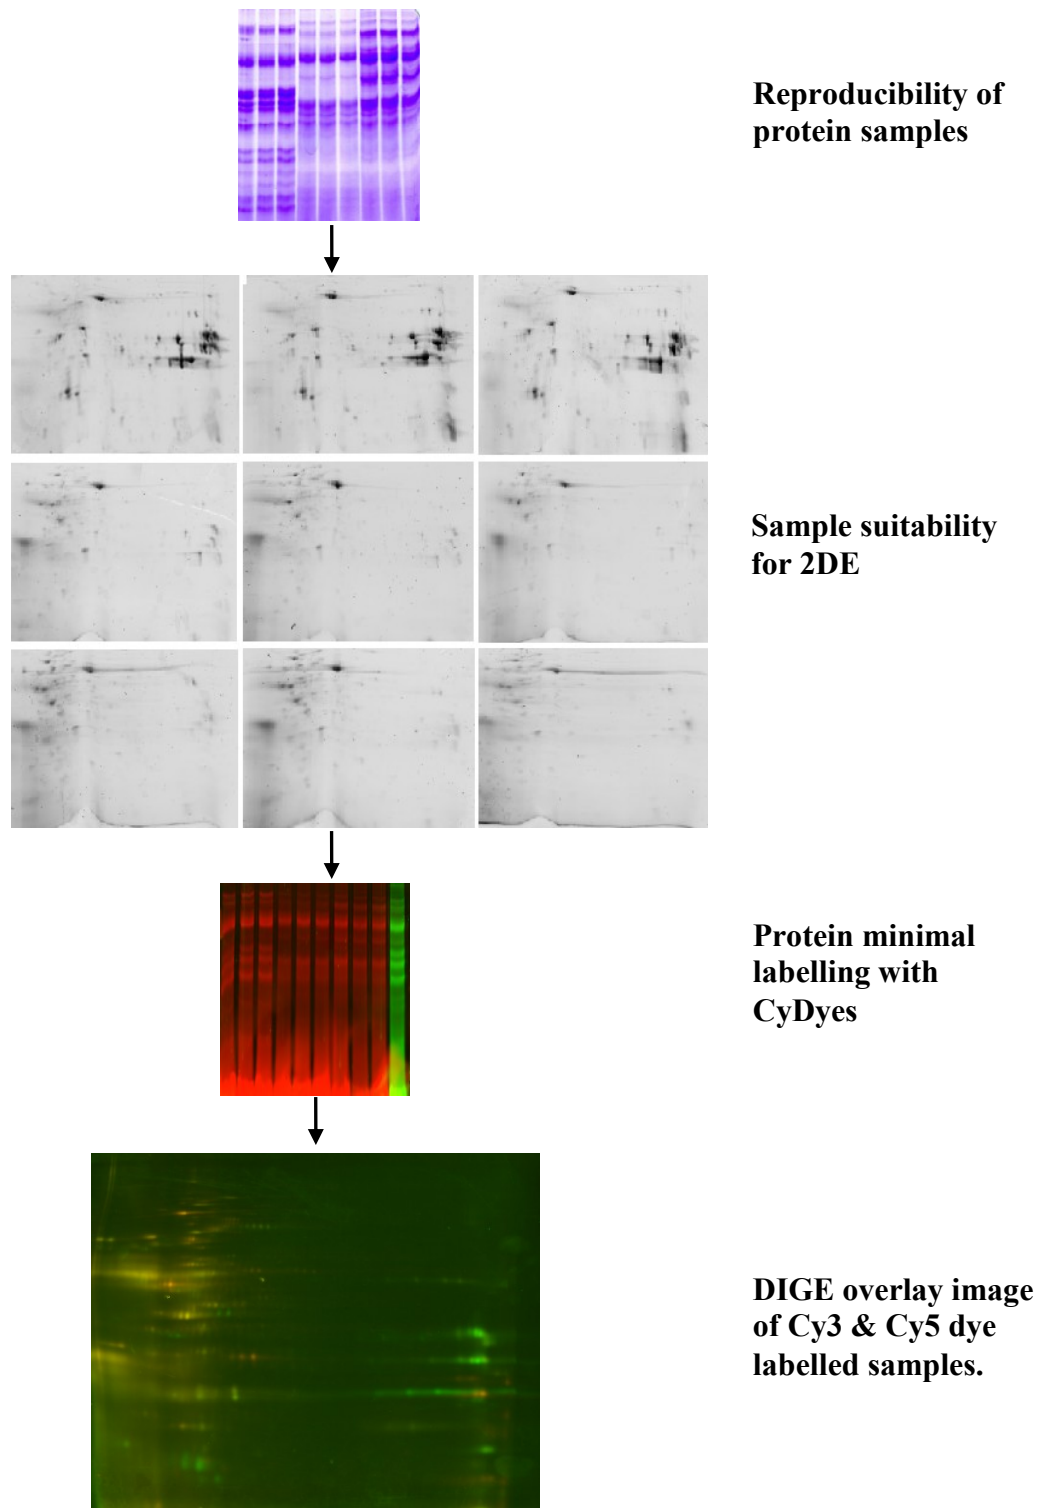 Reproducibility of
protein samples
Sample suitability
for 2DE
Protein minimal
labelling with
CyDyes
DIGE overlay image
of Cy3 & Cy5 dye
labelled samples.